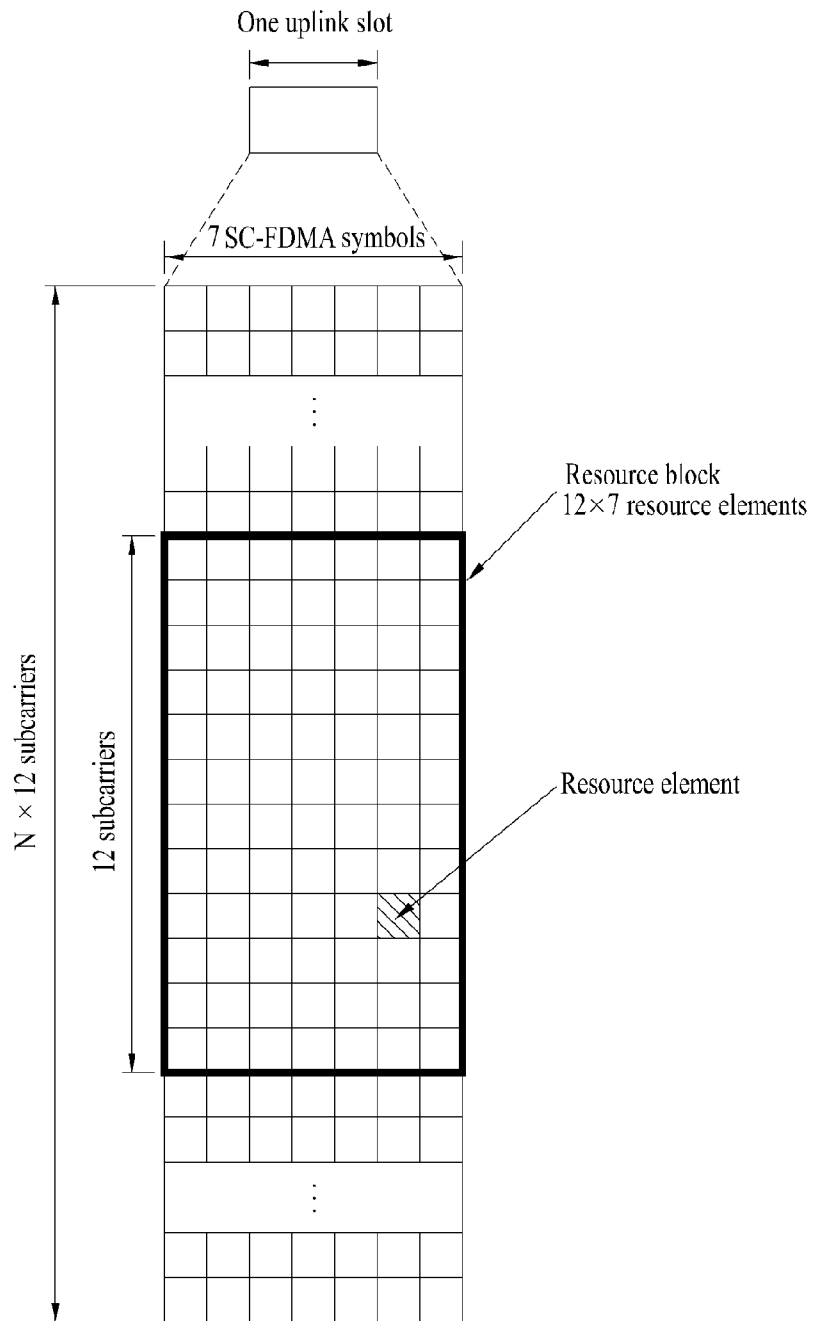 One uplink slot
7 SC-FDMA symbols
Resource block
12×7 resource elements
N × 12 subcarriers
12 subcarriers
Resource element